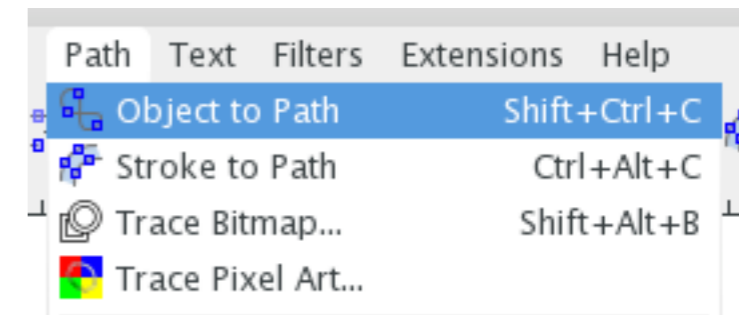 Path Text Filters Extensions Help
Object to Path Shift+Ctrl+C
Stroke to Path Ctrl+Alt+C
Trace Bitmap... Shift+Alt+B
Trace Pixel Art...